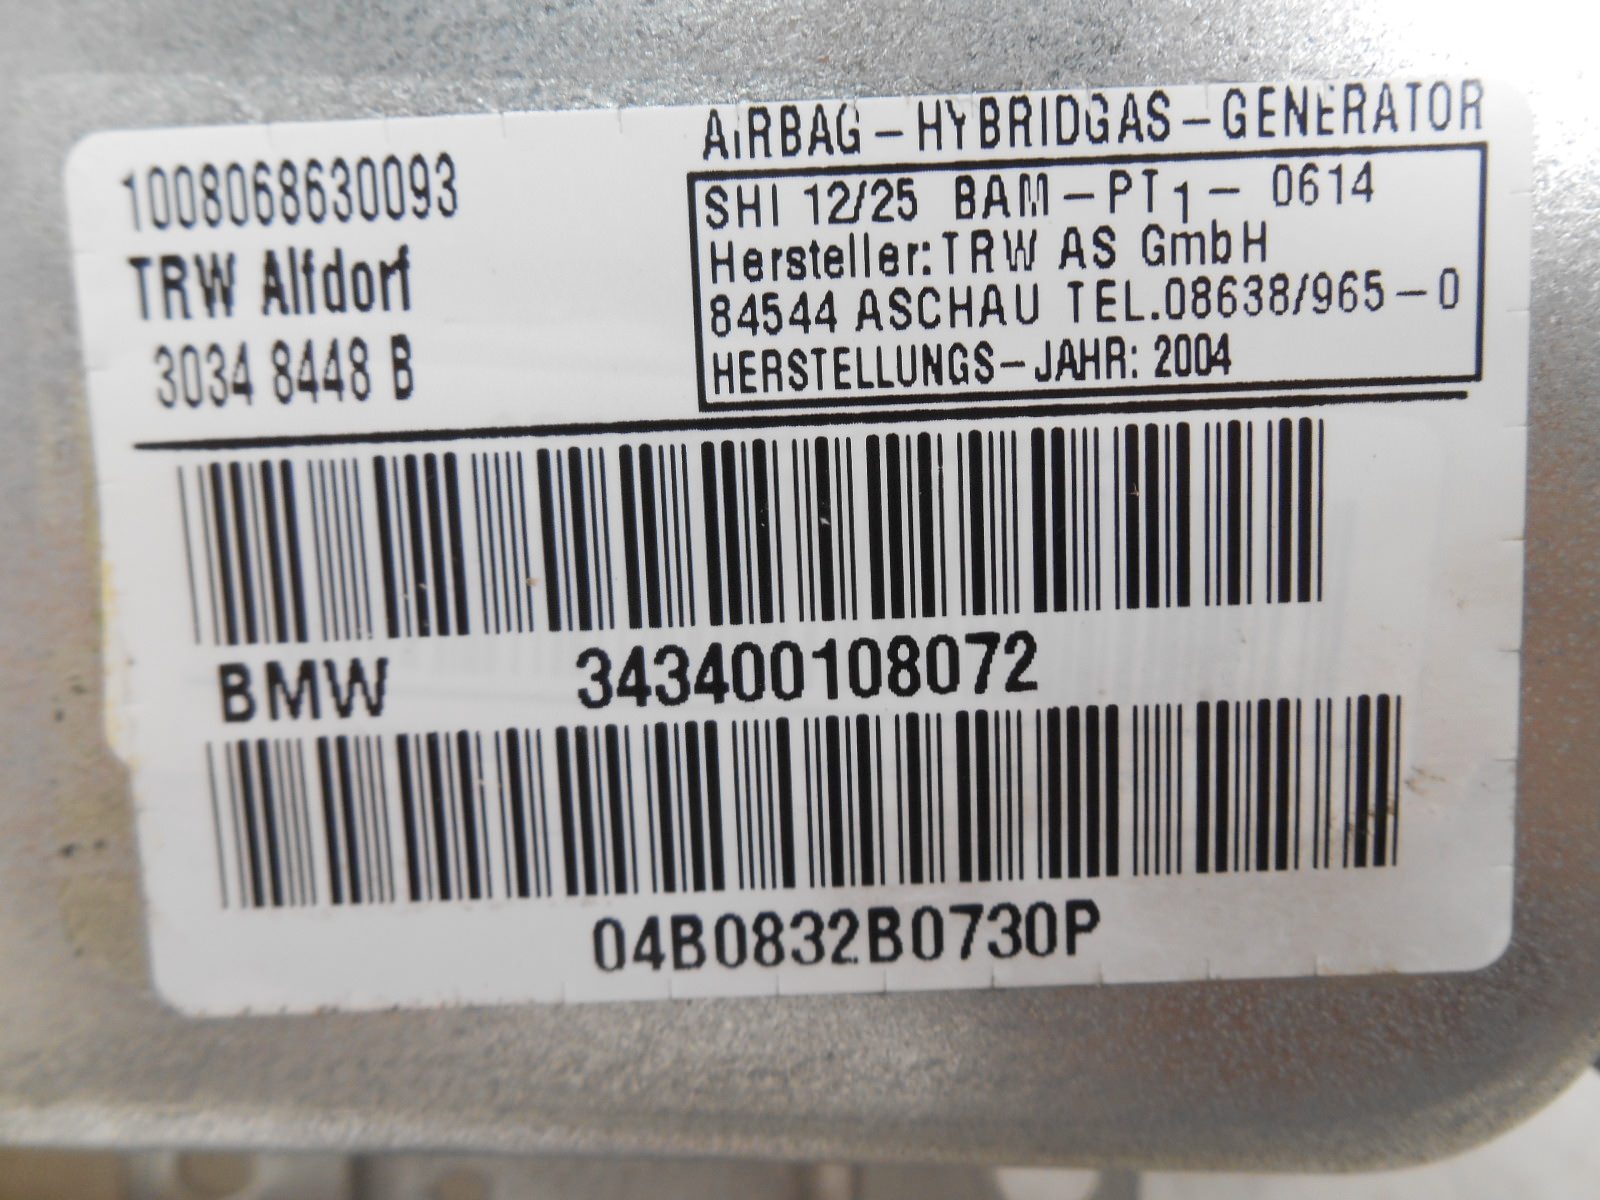 1008068630093
TRW Alfdorf
3034 8448 B
AIRBAG-HYBRIDGAS-GENERATOR
SHI 12/25 BAM-PT1- 0614
Hersteller:TRW AS GmbH
84544 ASCHAU TEL.08638/965-0
HERSTELLUNGS-JAHR: 2004
BMW 343400108072
04B0832B0730P